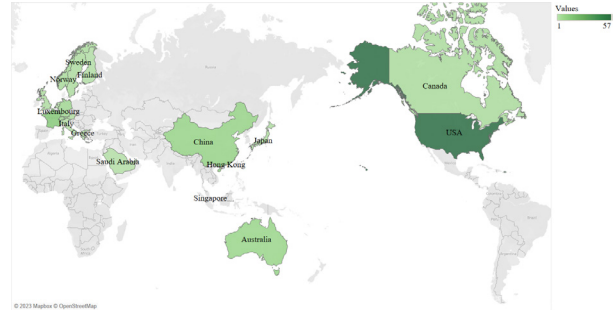 Values
1 57
Sweden
Norway
Finland
Luxembourg
Italy
Greece
Saudi Arabia
China
Japan
Hong Kong
Singapore
Australia
Canada
USA
© 2023 Mapbox © OpenStreetMap